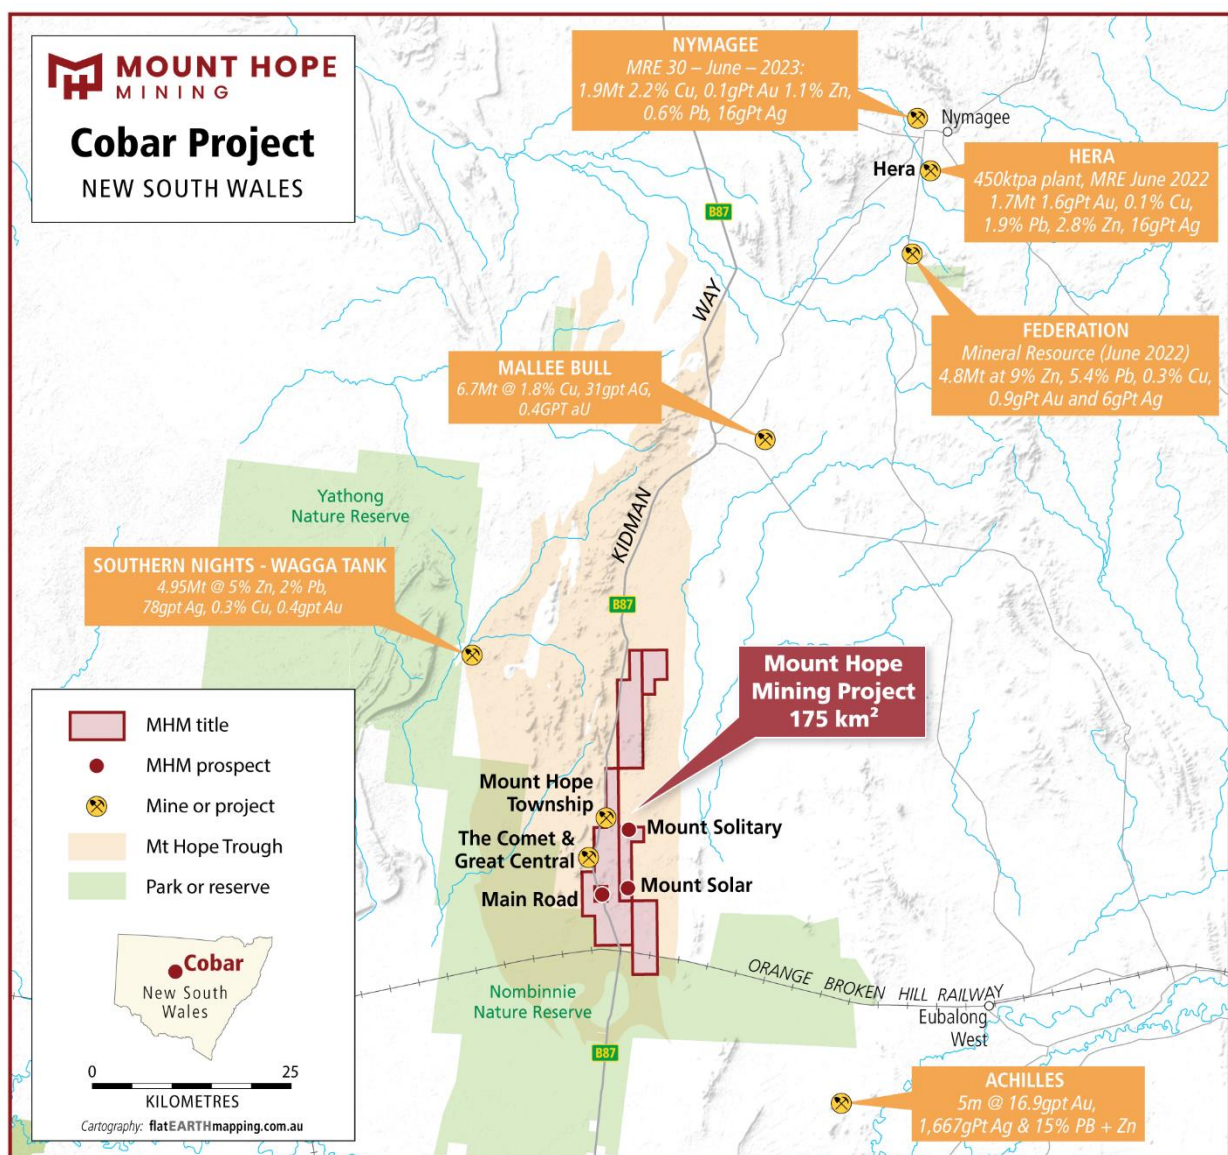 MOUNT HOPE
MINING
Cobar Project
NEW SOUTH WALES
NYMAGEE
MRE 30 – June – 2023:
1.9Mt 2.2% Cu, 0.1gPt Au 1.1% Zn,
0.6% Pb, 16gPt Ag
Nymagee
Hera
HERA
450ktpa plant, MRE June 2022
1.7Mt 1.6gPt Au, 0.1% Cu,
1.9% Pb, 2.8% Zn, 16gPt Ag
B87
WAY
FEDERATION
Mineral Resource (June 2022)
4.8Mt at 9% Zn, 5.4% Pb, 0.3% Cu,
0.9gPt Au and 6gPt Ag
MALLEE BULL
6.7Mt @ 1.8% Cu, 31gpt AG,
0.4GPT aU
Yathong
Nature Reserve
KIDMAN
SOUTHERN NIGHTS - WAGGA TANK
4.95Mt @ 5% Zn, 2% Pb,
78gpt Ag, 0.3% Cu, 0.4gpt Au
B87
Mount Hope
Mining Project
175 km²
MHM title
MHM prospect
Mine or project
Mt Hope Trough
Park or reserve
Mount Hope
Township
Mount Solitary
The Comet &
Great Central
Mount Solar
Main Road
Cobar
New South
Wales
ORANGE BROKEN HILL RAILWAY
Nombinnie
Nature Reserve
Eubalong
West
B87
0 25
KILOMETRES
Cartography: flatEARTHmapping.com.au
ACHILLES
5m @ 16.9gpt Au,
1,667gPt Ag & 15% PB + Zn